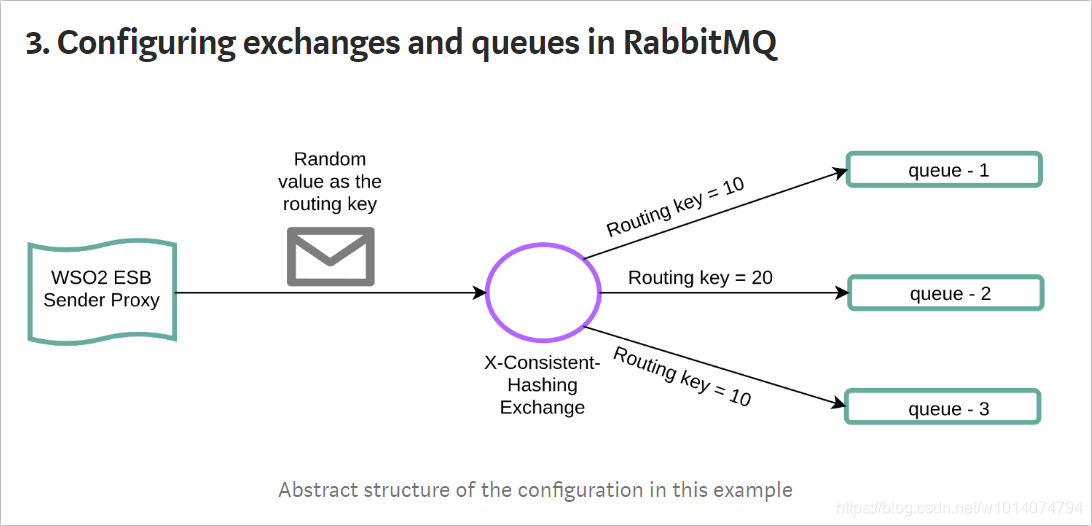 3. Configuring exchanges and queues in RabbitMQ
Random
value as the
routing key
WSO2 ESB
Sender Proxy
X-Consistent-
Hashing
Exchange
Routing key = 10
Routing key = 20
Routing key = 10
queue - 1
queue - 2
queue - 3
Abstract structure of the configuration in this example
https://blog.csdn.net/w1014074794